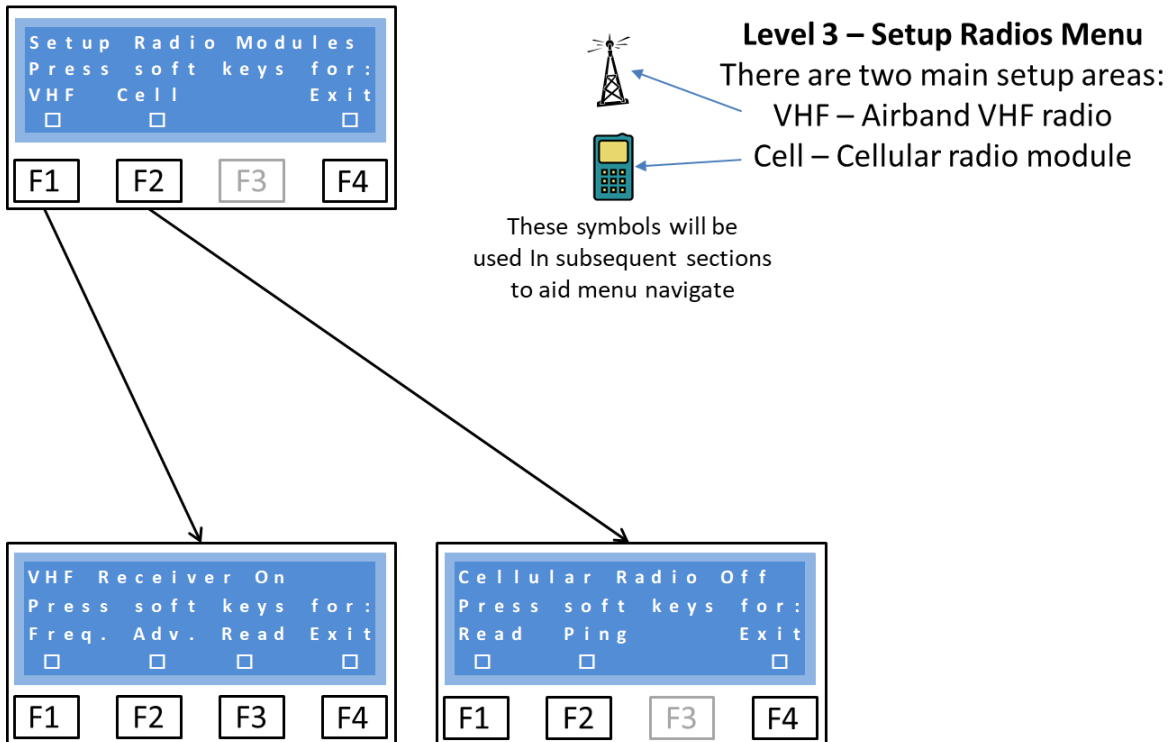 Setup Radio Modules
Press soft keys for:
VHF Cell Exit
F1 F2 F3 F4
Level 3 – Setup Radios Menu
There are two main setup areas:
VHF – Airband VHF radio
Cell – Cellular radio module
These symbols will be
used In subsequent sections
to aid menu navigate
VHF Receiver On
Press soft keys for:
Freq. Adv. Read Exit
F1 F2 F3 F4
Cellular Radio Off
Press soft keys for:
Read Ping Exit
F1 F2 F3 F4